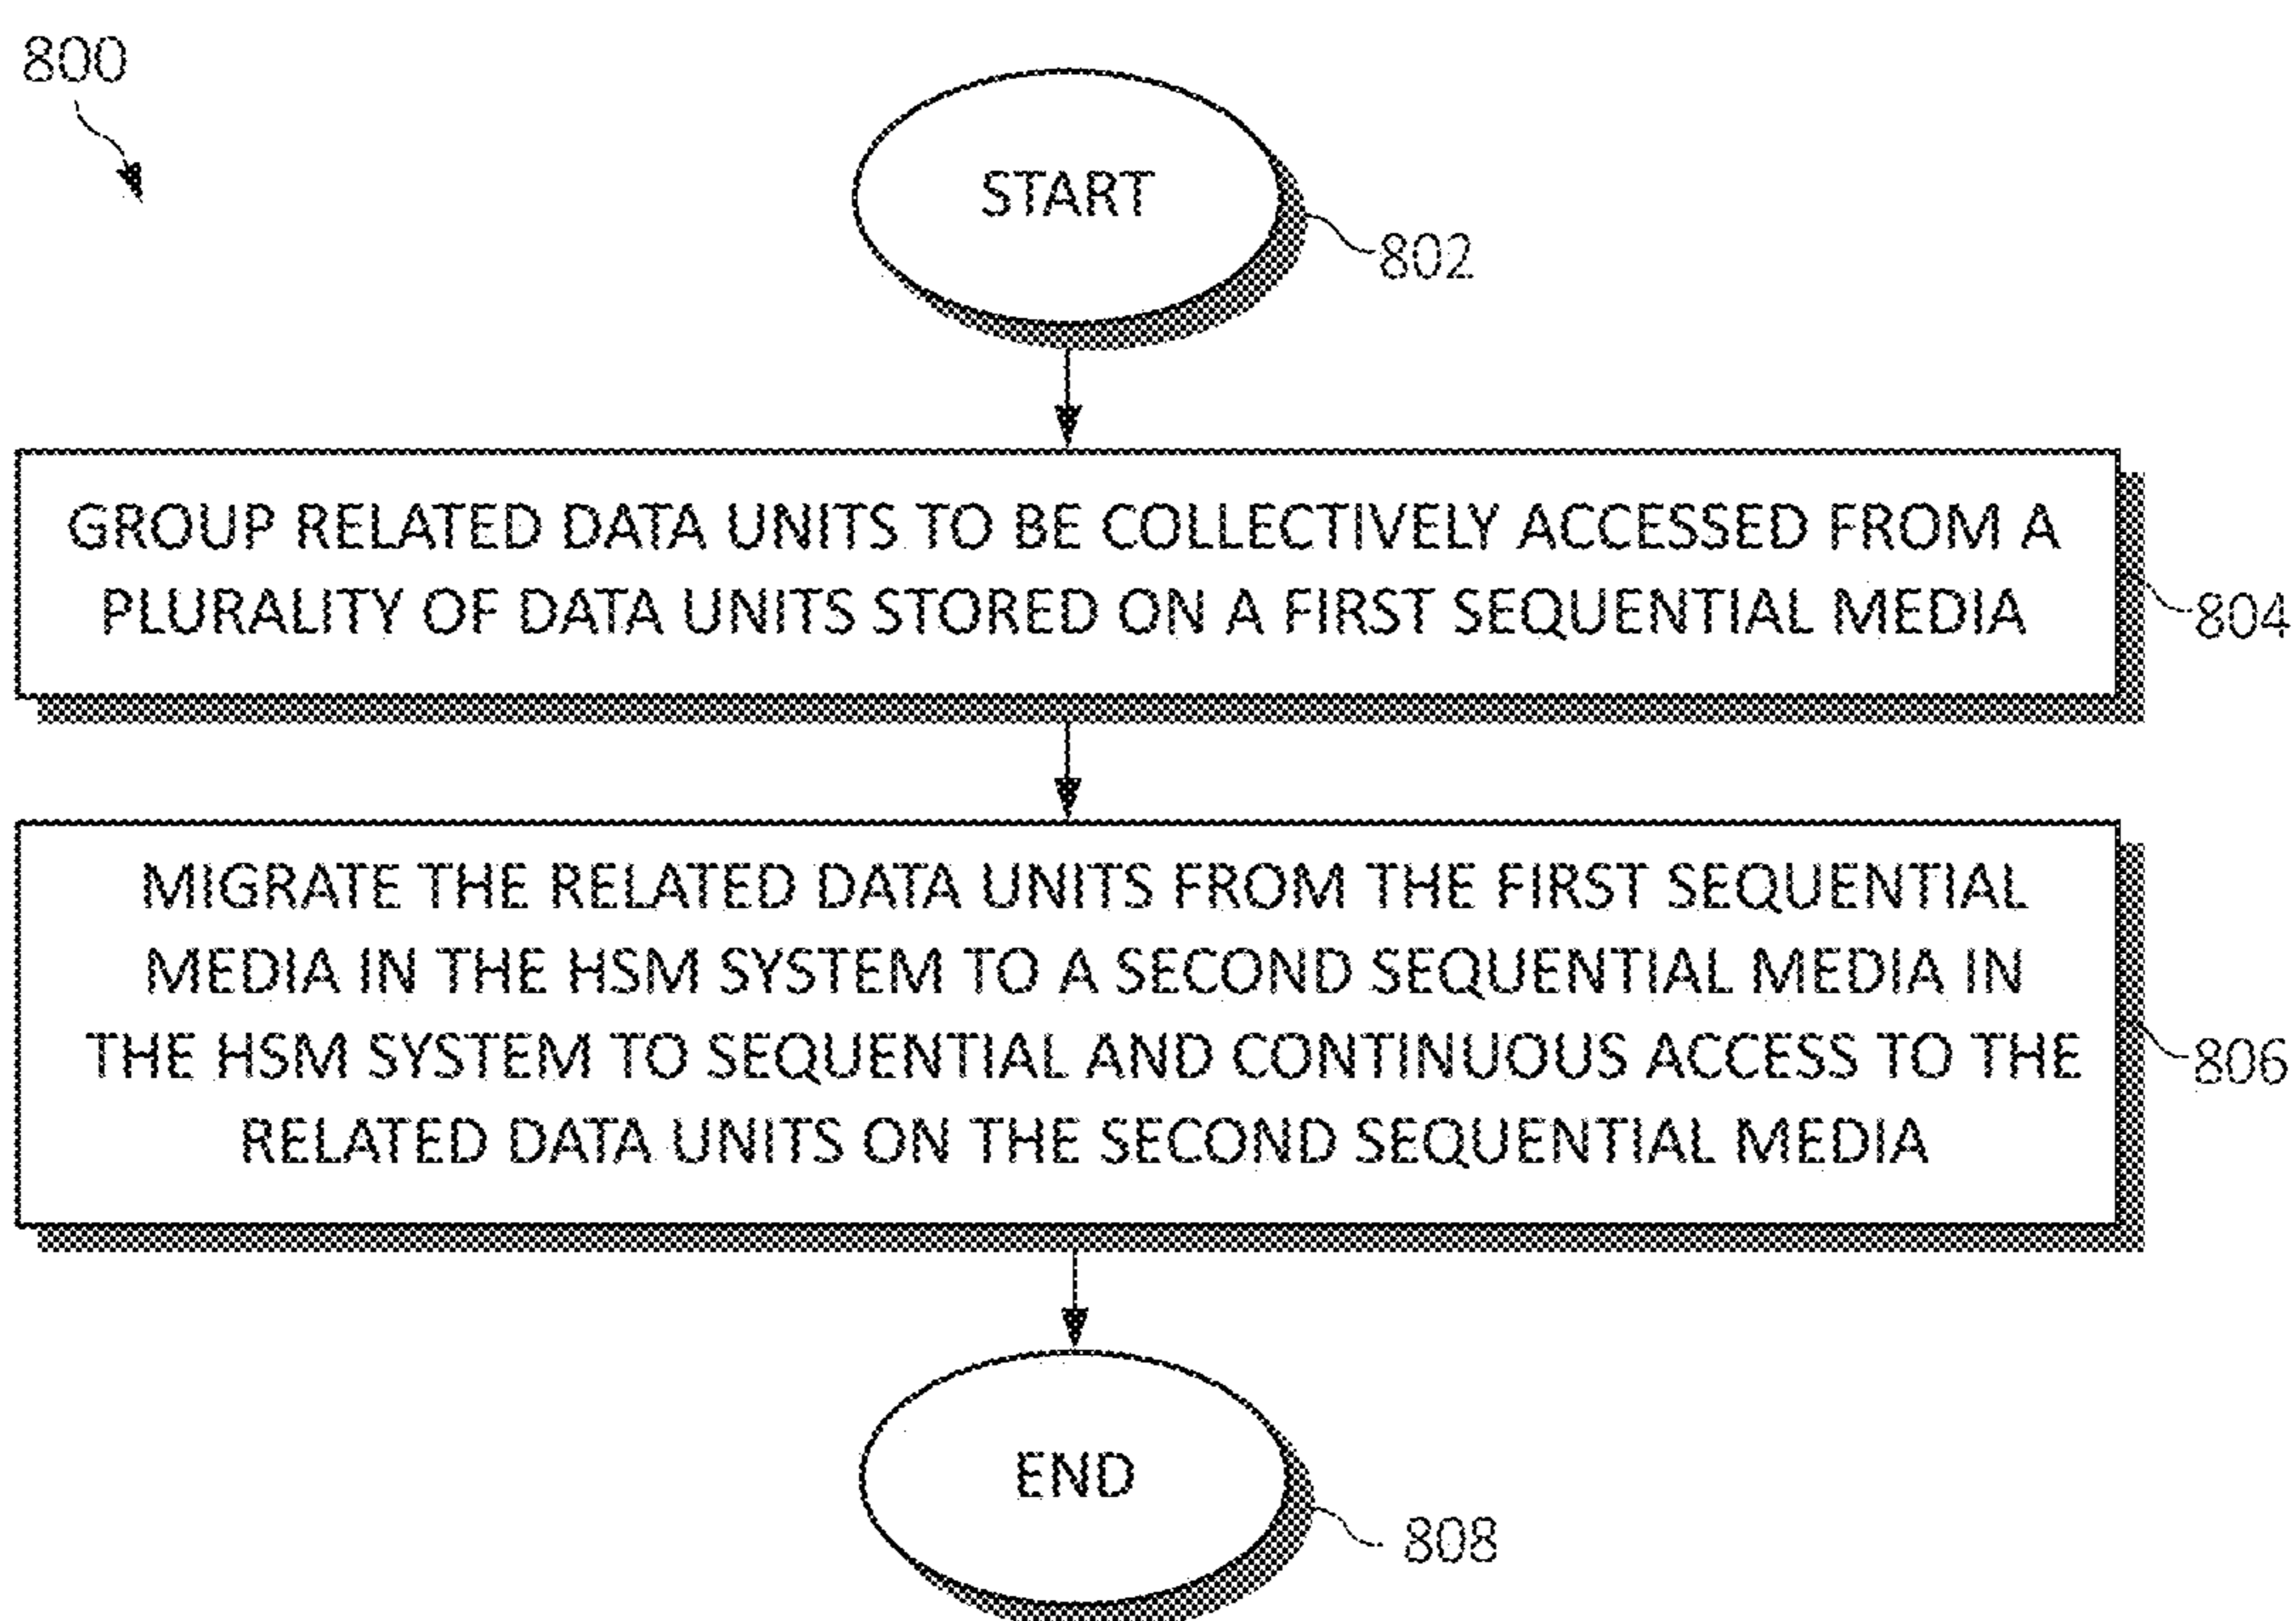 800
START
802
GROUP RELATED DATA UNITS TO BE COLLECTIVELY ACCESSED FROM A
PLURALITY OF DATA UNITS STORED ON A FIRST SEQUENTIAL MEDIA
804
MIGRATE THE RELATED DATA UNITS FROM THE FIRST SEQUENTIAL
MEDIA IN THE HSM SYSTEM TO A SECOND SEQUENTIAL MEDIA IN
THE HSM SYSTEM TO SEQUENTIAL AND CONTINUOUS ACCESS TO THE
RELATED DATA UNITS ON THE SECOND SEQUENTIAL MEDIA
806
END
808